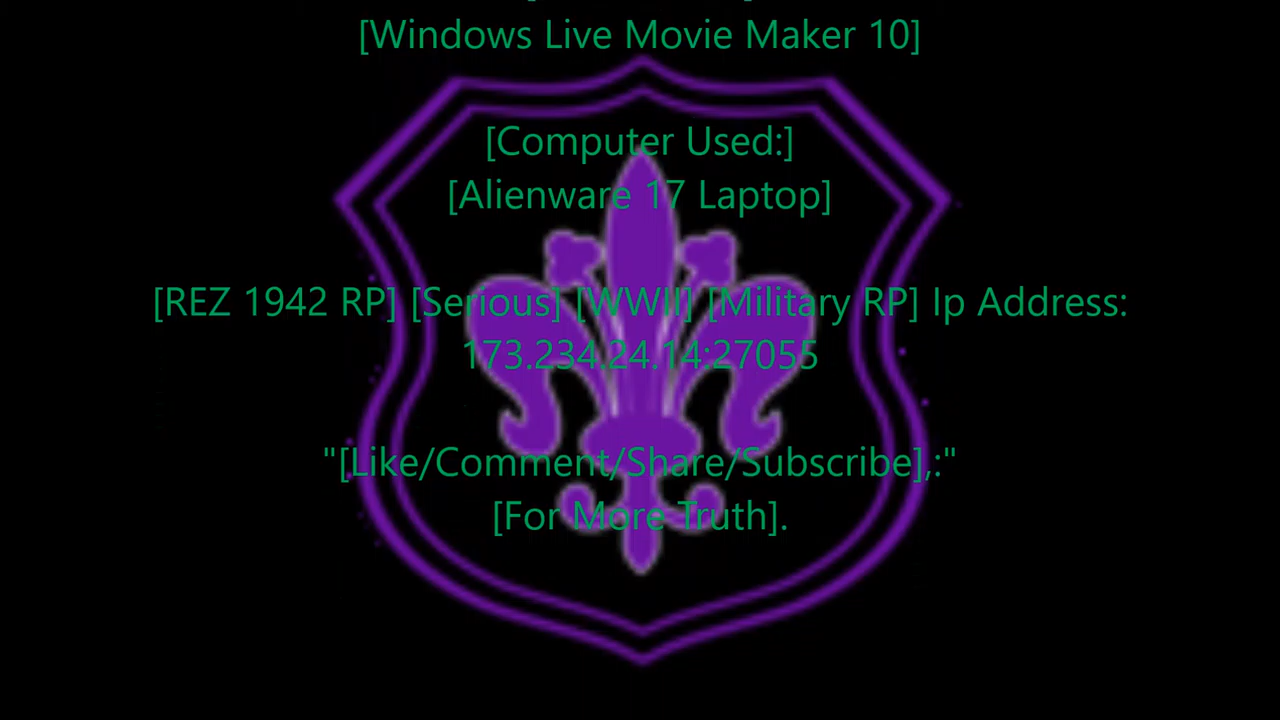 [Windows Live Movie Maker 10]
[Computer Used:]
[Alienware 17 Laptop]
[REZ 1942 RP] [Serious] [WWII] [Military RP] Ip Address:
173.234.24.14:27055
"[Like/Comment/Share/Subscribe],:"
[For More Truth].